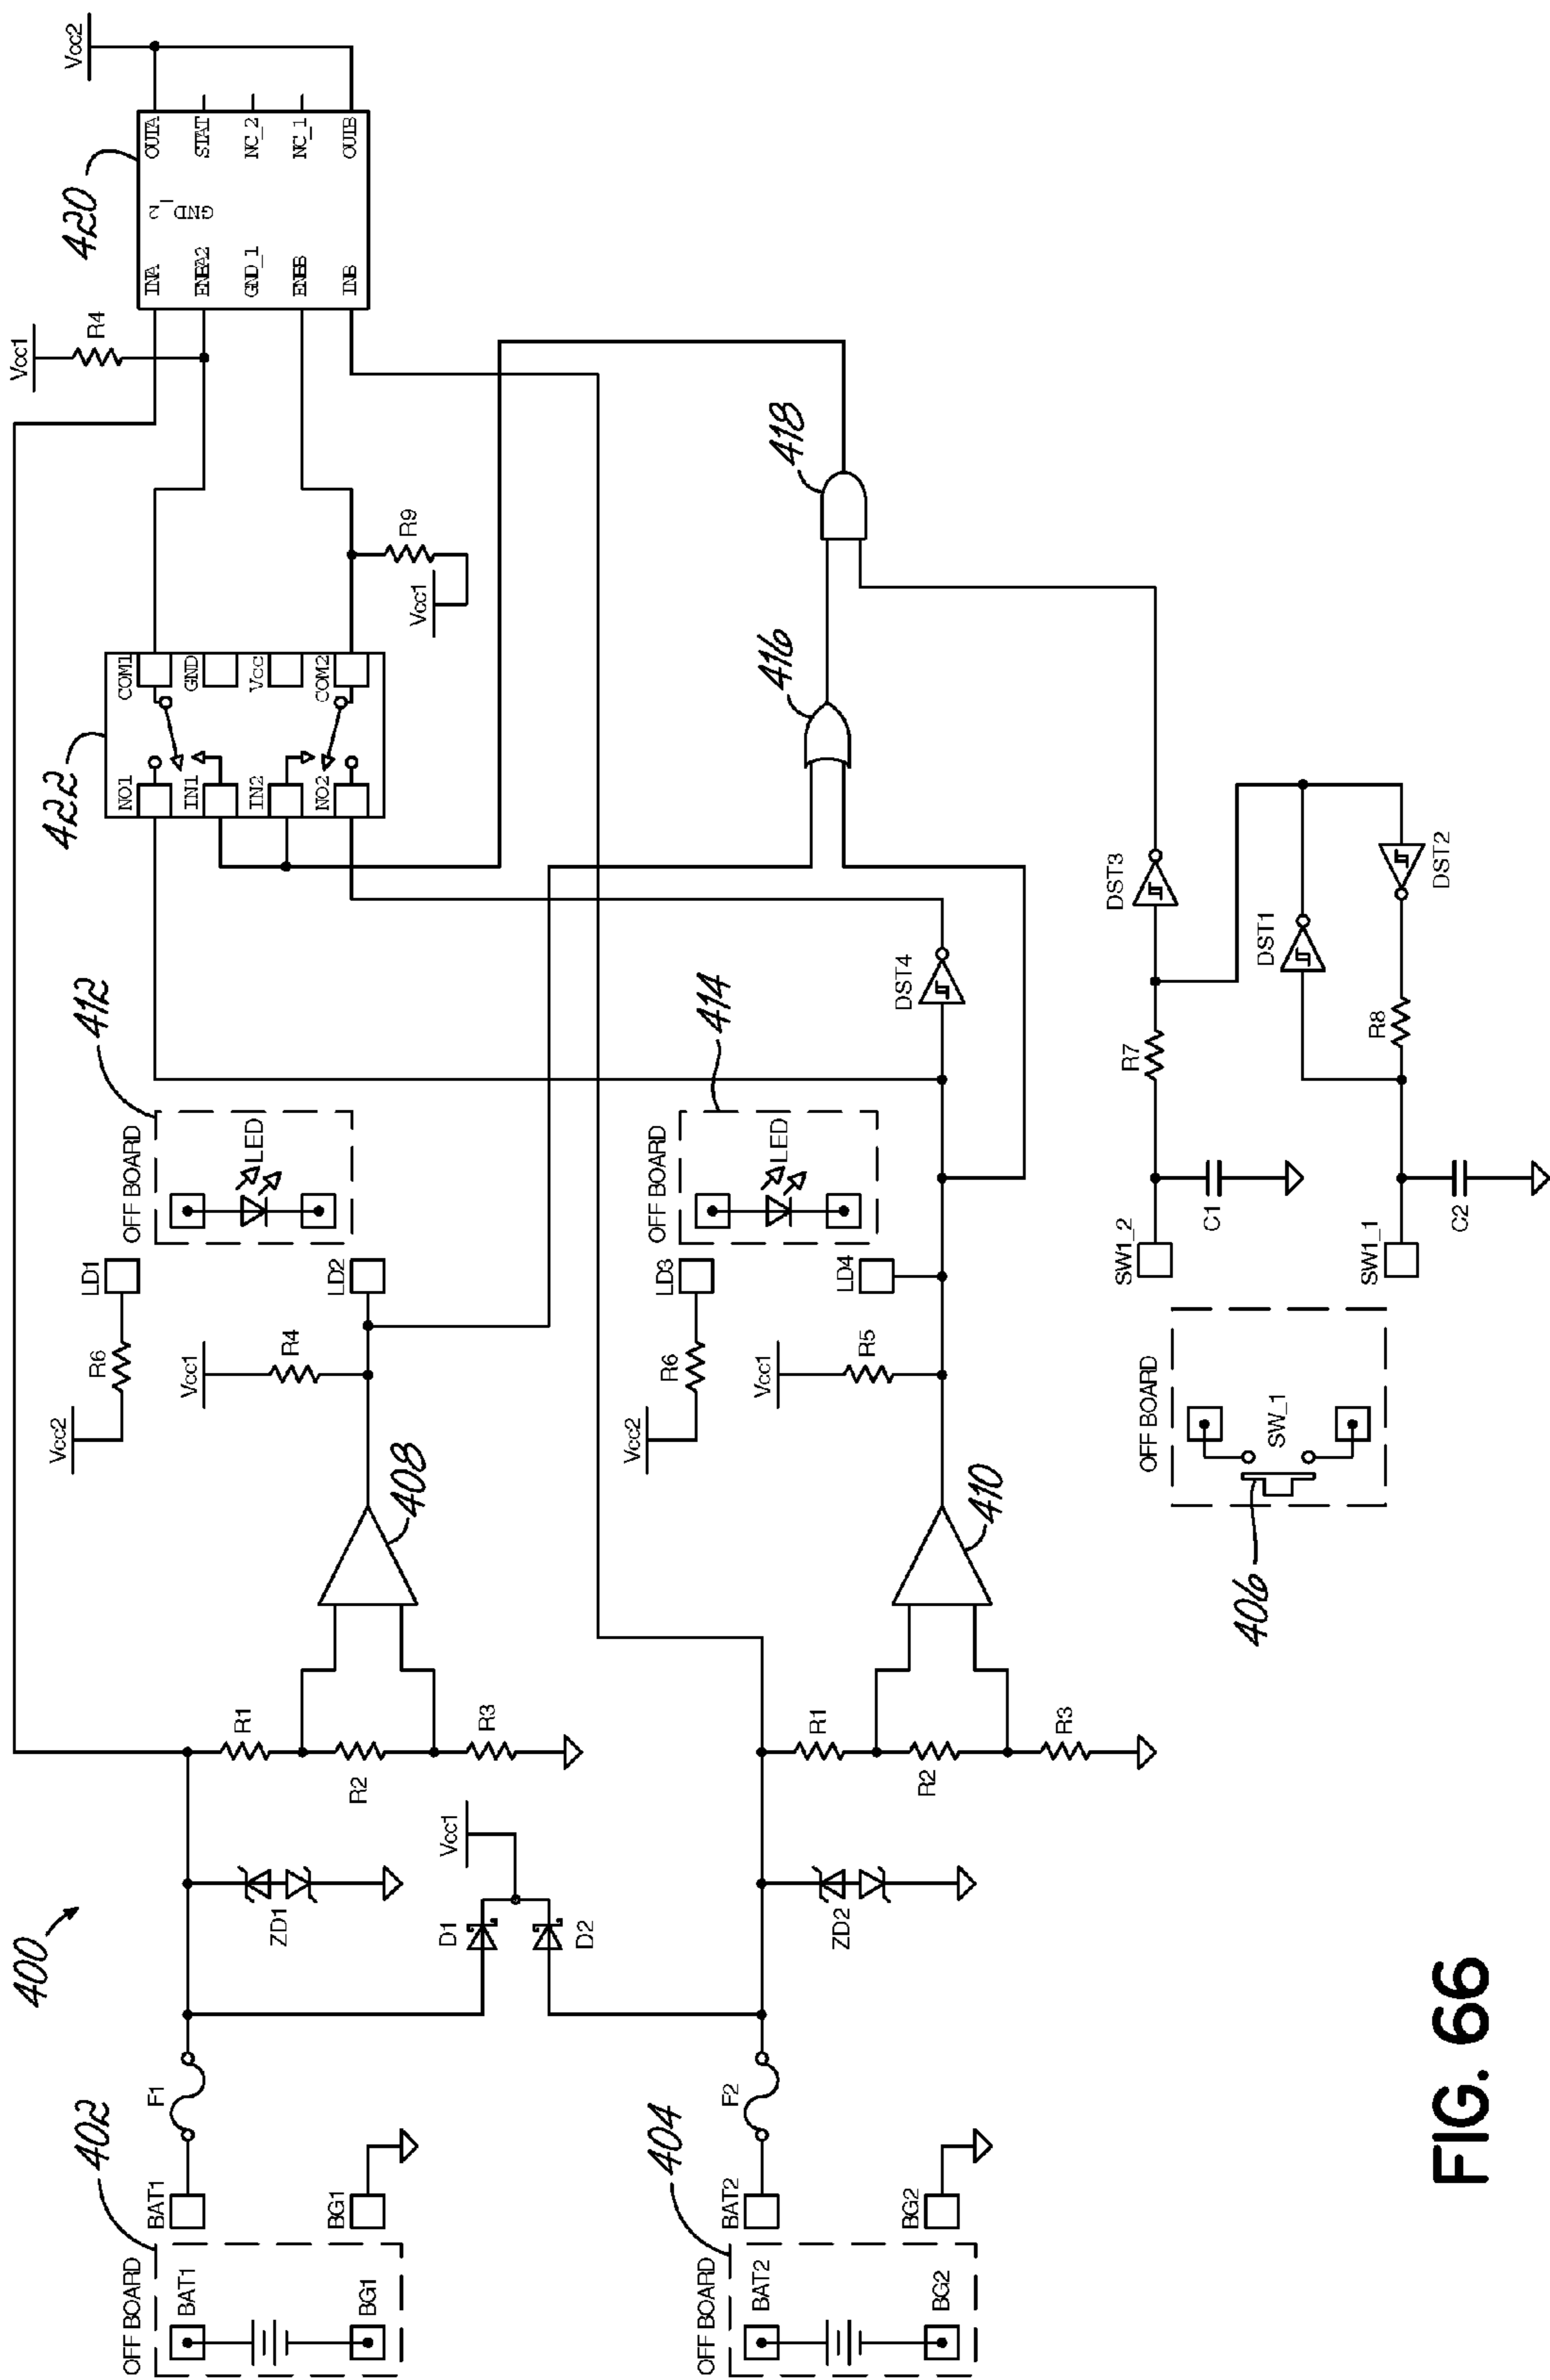 400
402
OFF BOARD
BAT1
BG1
BAT1
BG1
F1
ZD1
D1
D2
Vcc1
R1
R2
R3
408
Vcc2
R6
LD1
Vcc1
R4
LD2
412
OFF BOARD
LED
422
NO1
IN1
IN2
NO2
COM1
GND
Vcc
COM2
R9
Vcc1
Vcc1
R4
420
INA
ENBA2
GND_1
ENBB
INB
GND_2
OUTA
STAT
NC_2
NC_1
OUTB
Vcc2
404
OFF BOARD
BAT2
BG2
BAT2
BG2
F2
ZD2
R1
R2
R3
410
Vcc2
R6
LD3
Vcc1
R5
LD4
414
OFF BOARD
LED
DST4
416
418
406
OFF BOARD
SW_1
SW1_2
C1
R7
DST3
SW1_1
C2
R8
DST1
DST2
FIG. 66